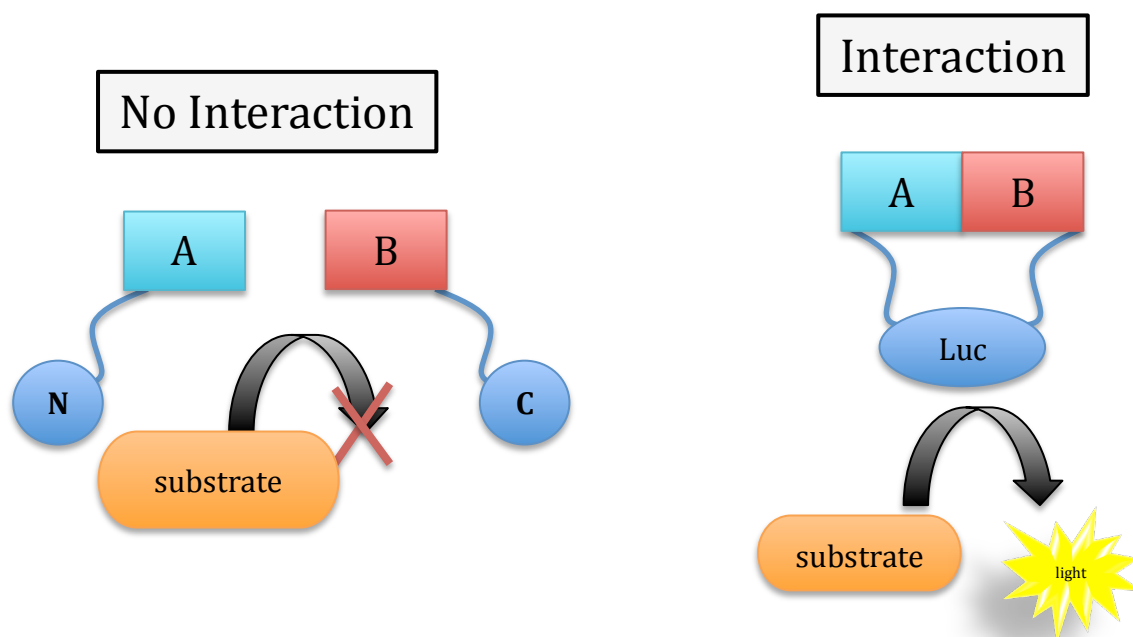 No Interaction
A
B
N
C
substrate
Interaction
A
B
Luc
substrate
light